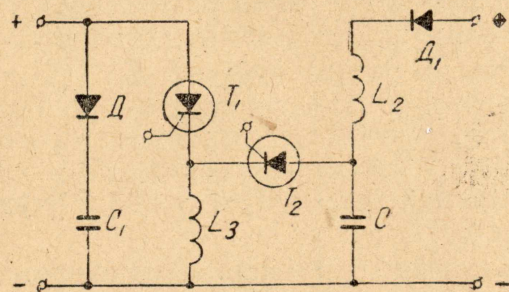 + Д₁ +
Д T₁ L₂
T₂
C₁ L₃ C
- -